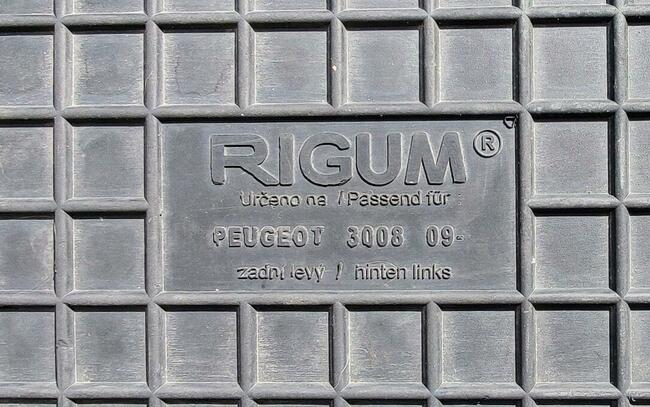 RIGUM®
Určeno na / Passend für :
PEUGEOT 3008 09-
zadní levý / hinten links